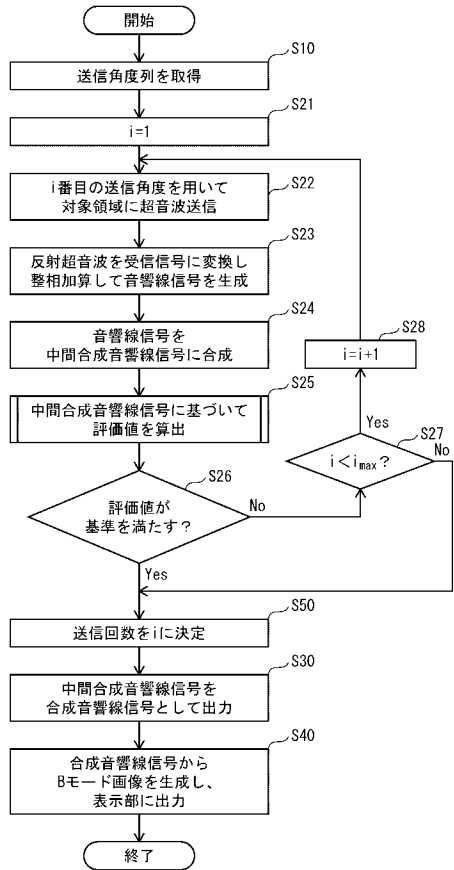 開始
S10
送信角度列を取得
S21
i=1
S22
i番目の送信角度を用いて
対象領域に超音波送信
S23
反射超音波を受信信号に変換し
整相加算して音響線信号を生成
S24
音響線信号を
中間合成音響線信号に合成
S28
i=i+1
S25
中間合成音響線信号に基づいて
評価値を算出
Yes
S27
i<imax?
No
S26
評価値が
基準を満たす?
No
Yes
S50
送信回数をiに決定
S30
中間合成音響線信号を
合成音響線信号として出力
S40
合成音響線信号から
Bモード画像を生成し、
表示部に出力
終了